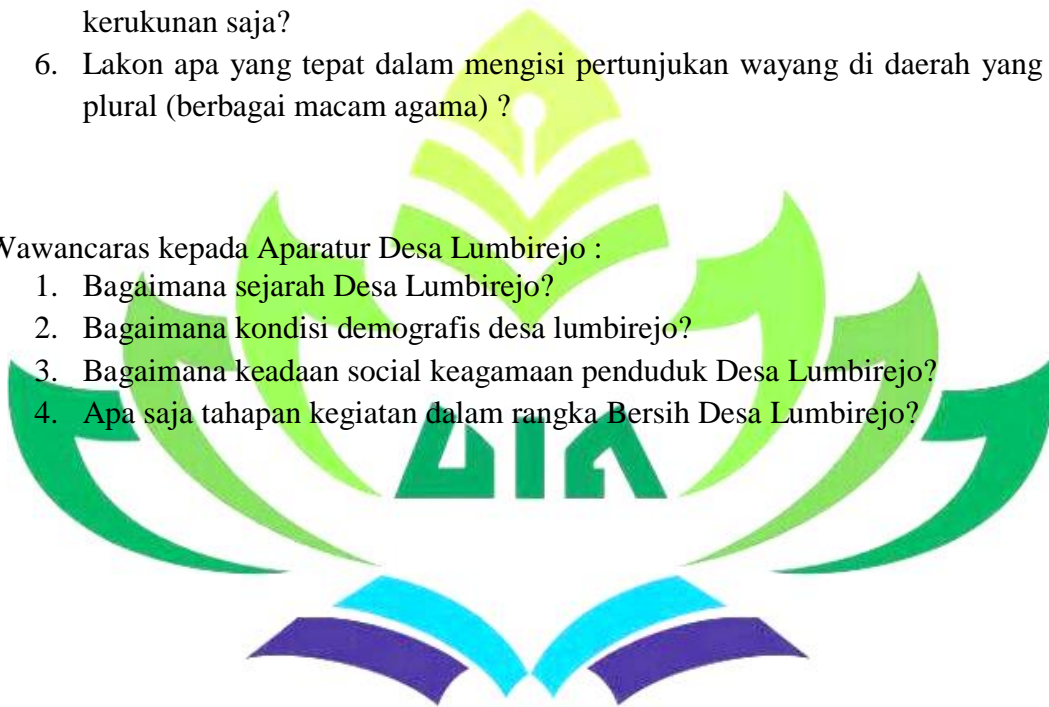 kerukunan saja?
6. Lakon apa yang tepat dalam mengisi pertunjukan wayang di daerah yang
plural (berbagai macam agama) ?
Wawancaras kepada Aparatur Desa Lumbirejo :
1. Bagaimana sejarah Desa Lumbirejo?
2. Bagaimana kondisi demografis desa lumbirejo?
3. Bagaimana keadaan social keagamaan penduduk Desa Lumbirejo?
4. Apa saja tahapan kegiatan dalam rangka Bersih Desa Lumbirejo?